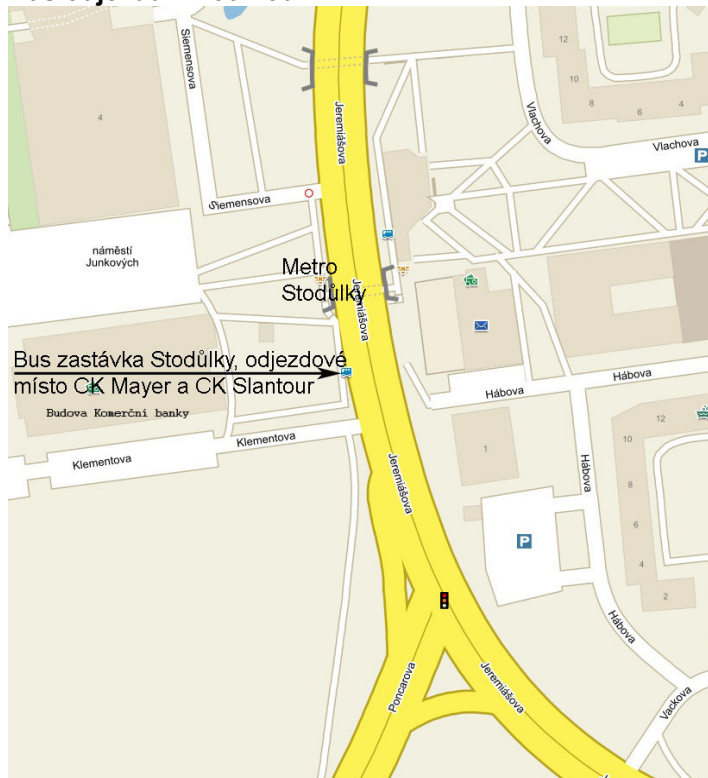 Siemensova
12
10
8
6
4
4
Vlachova
P
Vlachova
Jeremiášova
Siemensova
náměstí
Junkových
Metro
Stodůlky
Jeremiášova
Bus zastávka Stodůlky, odjezdové
místo CK Mayer a CK Slantour
Budova Komerční banky
Hábova
Hábova
Klementova
Klementova
1
12
10
8
6
4
2
Jeremiášova
Hábova
P
Hábova
Poncarova
Jeremiášova
Vackova